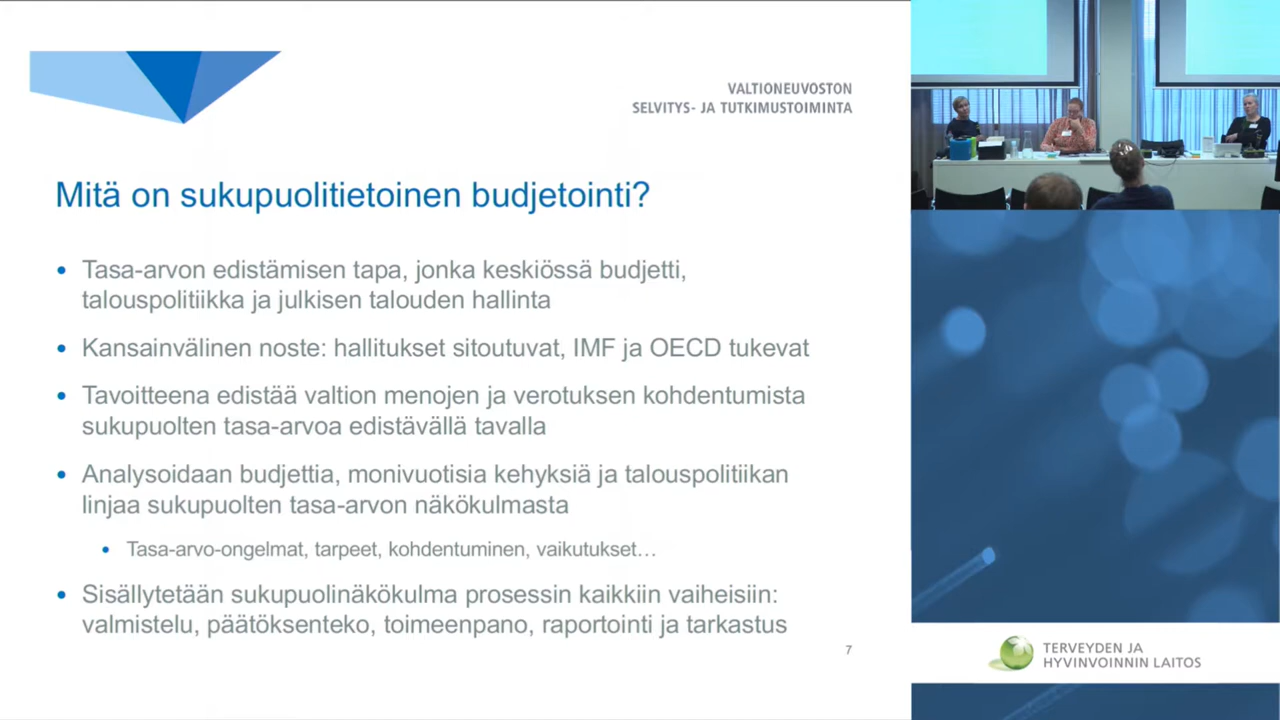 VALTIONEUVOSTON
SELVITYS- JA TUTKIMUSTOIMINTA
Mitä on sukupuolitietoinen budjetointi?
• Tasa-arvon edistämisen tapa, jonka keskiössä budjetti,
talouspolitiikka ja julkisen talouden hallinta
• Kansainvälinen noste: hallitukset sitoutuvat, IMF ja OECD tukevat
• Tavoitteena edistää valtion menojen ja verotuksen kohdentumista
sukupuolten tasa-arvoa edistävällä tavalla
• Analysoidaan budjettia, monivuotisia kehyksiä ja talouspolitiikan
linjaa sukupuolten tasa-arvon näkökulmasta
• Tasa-arvo-ongelmat, tarpeet, kohdentuminen, vaikutukset…
• Sisällytetään sukupuolinäkökulma prosessin kaikkiin vaiheisiin:
valmistelu, päätöksenteko, toimeenpano, raportointi ja tarkastus
7
TERVEYDEN JA
HYVINVOINNIN LAITOS